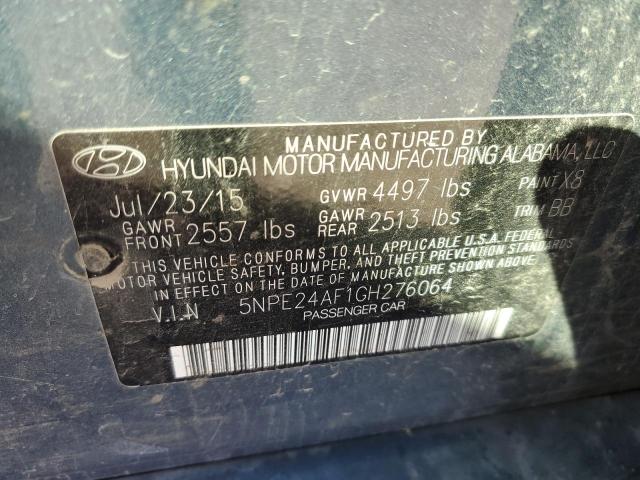 MANUFACTURED BY
HYUNDAI MOTOR MANUFACTURING ALABAMA, LLC
Jul/23/15 GVWR 4497 lbs PAINT X8
GAWR FRONT 2557 lbs GAWR REAR 2513 lbs TRIM BB
THIS VEHICLE CONFORMS TO ALL APPLICABLE U.S.A. FEDERAL
MOTOR VEHICLE SAFETY, BUMPER, AND THEFT PREVENTION STANDARDS
IN EFFECT ON THE DATE OF MANUFACTURE SHOWN ABOVE.
V.I.N 5NPE24AF1GH276064
PASSENGER CAR